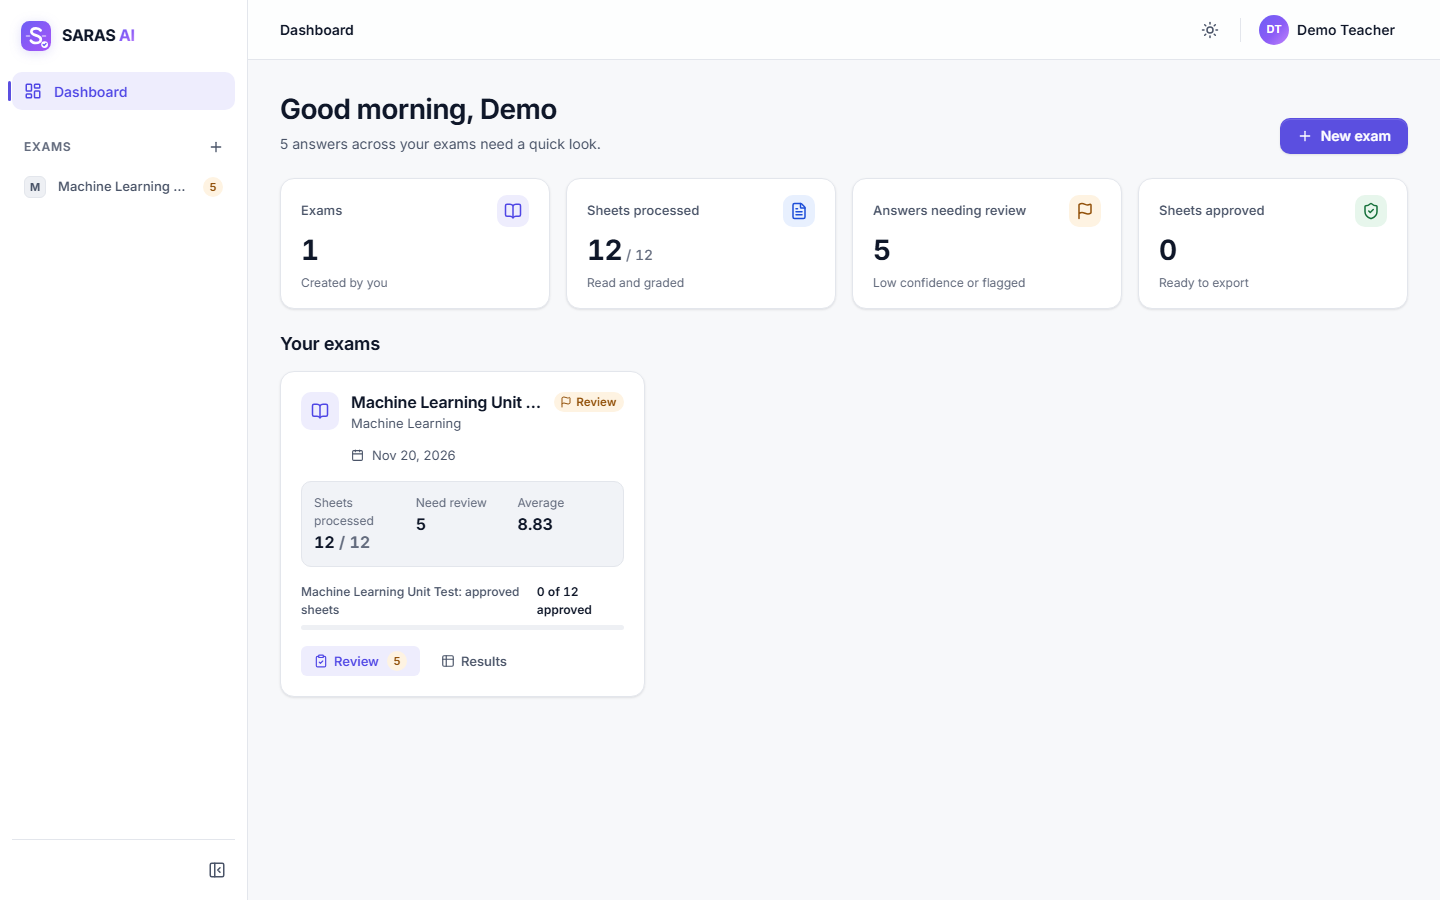 SARAS AI
Dashboard
EXAMS
M Machine Learning ... 5
Dashboard
DT Demo Teacher
Good morning, Demo
5 answers across your exams need a quick look.
New exam
Exams
1
Created by you
Sheets processed
12 / 12
Read and graded
Answers needing review
5
Low confidence or flagged
Sheets approved
0
Ready to export
Your exams
Machine Learning Unit ...
Review
Machine Learning
Nov 20, 2026
Sheets
processed
12 / 12
Need review
5
Average
8.83
Machine Learning Unit Test: approved
sheets
0 of 12
approved
Review 5
Results